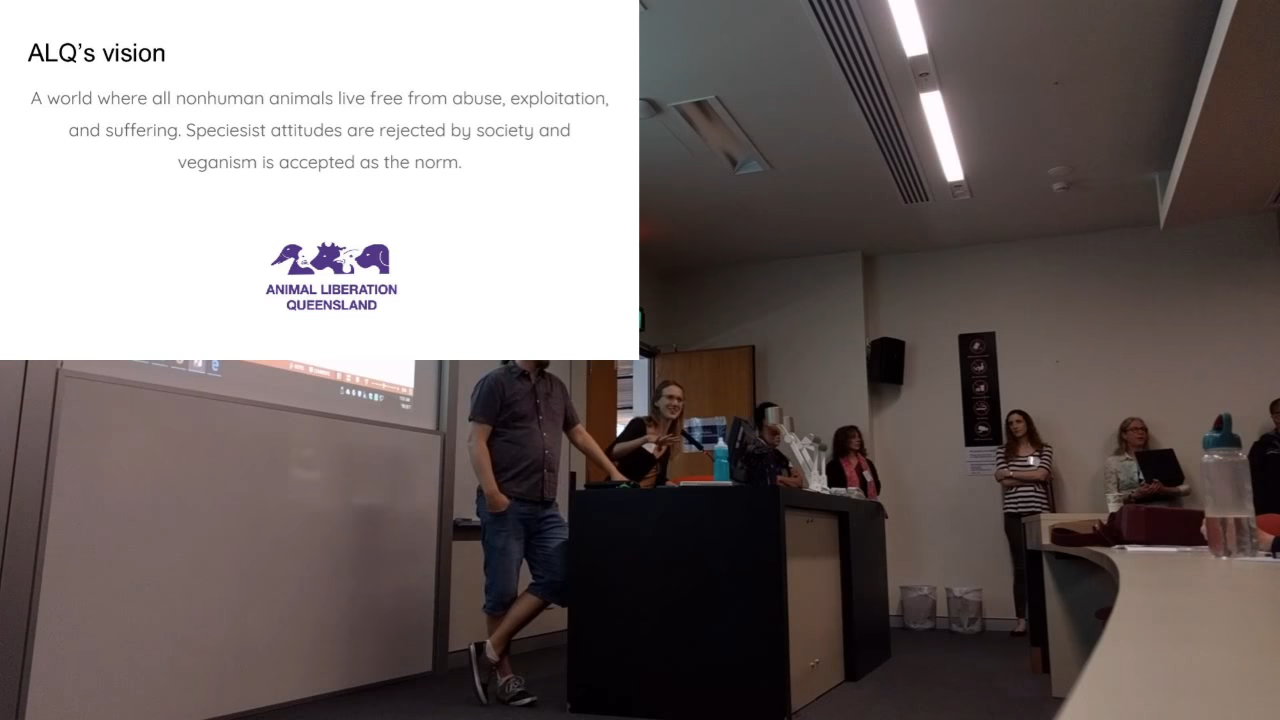 ALQ's vision
A world where all nonhuman animals live free from abuse, exploitation,
and suffering. Speciesist attitudes are rejected by society and
veganism is accepted as the norm.
ANIMAL LIBERATION
QUEENSLAND